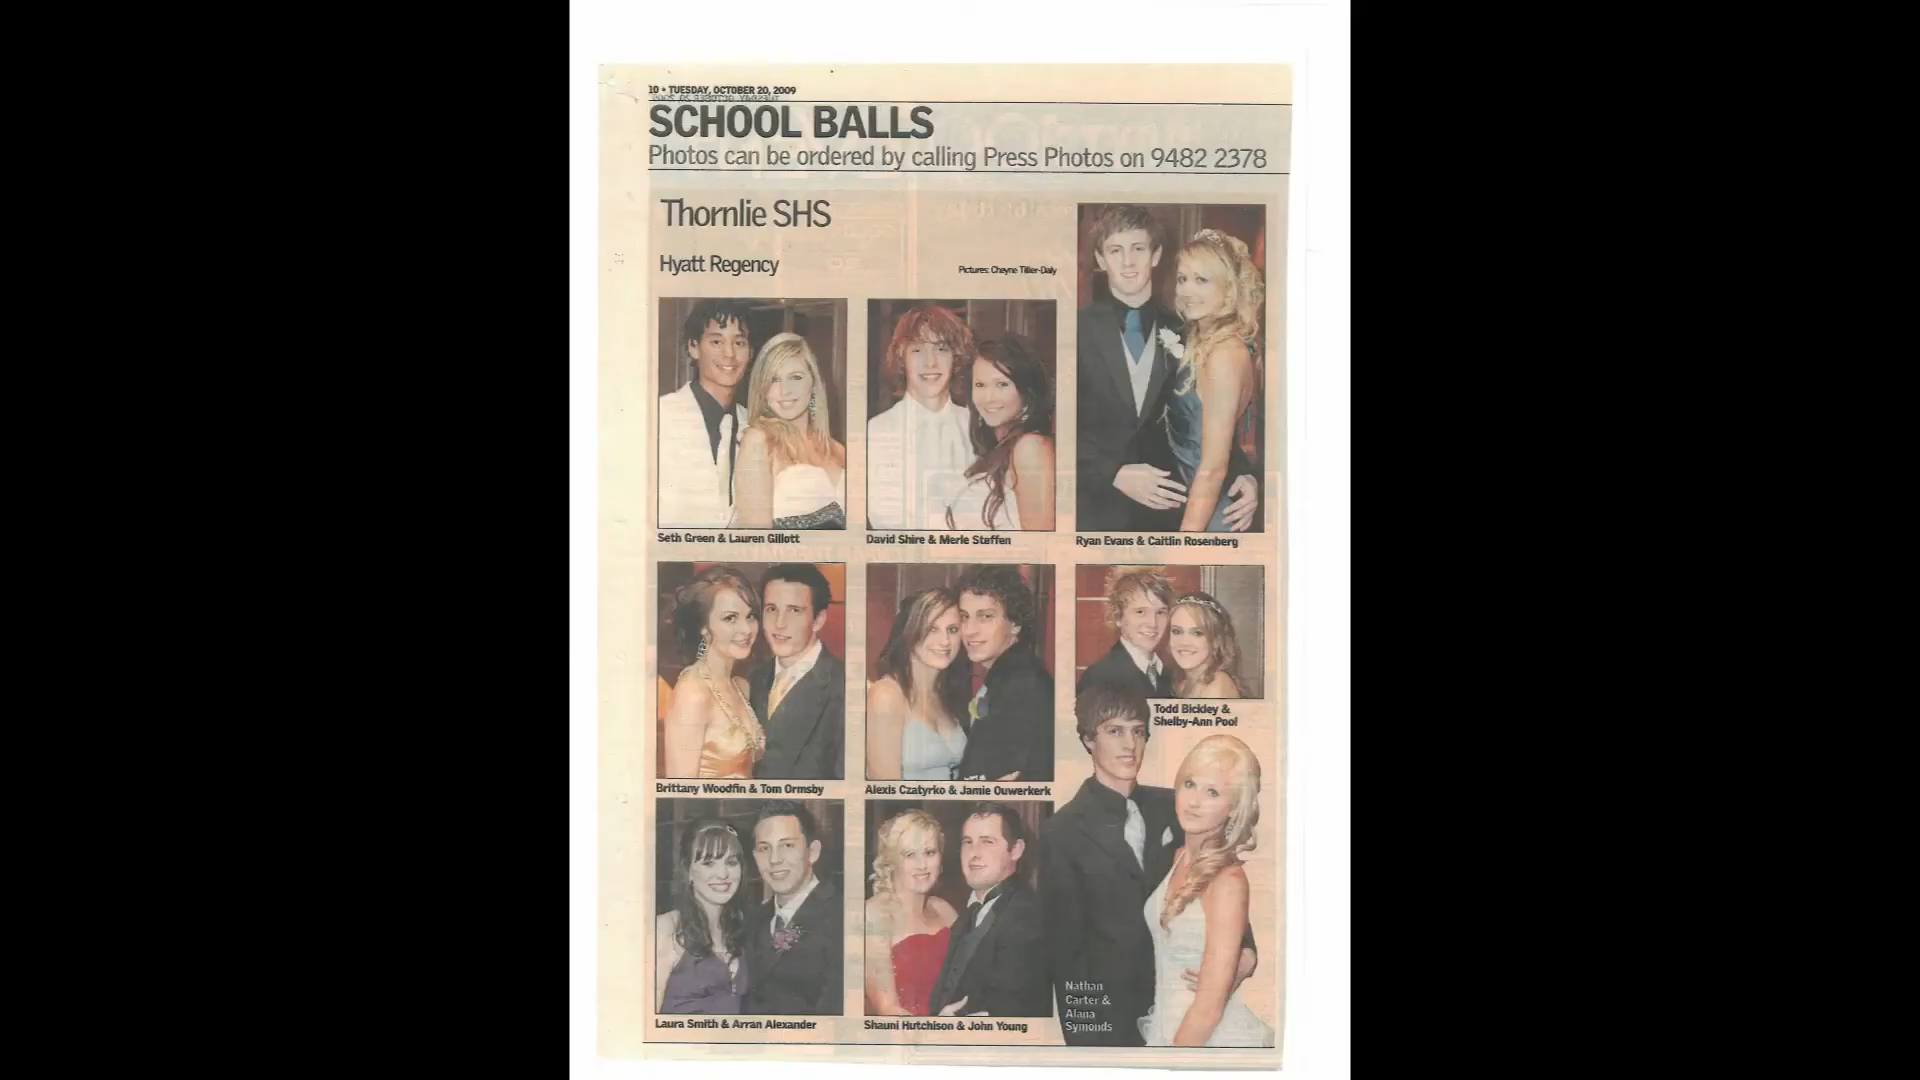 10 • TUESDAY, OCTOBER 20, 2009
SCHOOL BALLS
Photos can be ordered by calling Press Photos on 9482 2378
Thornlie SHS
Hyatt Regency
Pictures: Cheyne Tillier-Daly
Seth Green & Lauren Gillott
David Shire & Merle Steffen
Ryan Evans & Caitlin Rosenberg
Todd Bickley &
Shelby-Ann Pool
Brittany Woodfin & Tom Ormsby
Alexis Czatyrko & Jamie Ouwerkerk
Laura Smith & Arran Alexander
Shauni Hutchison & John Young
Nathan
Carter &
Alana
Symonds